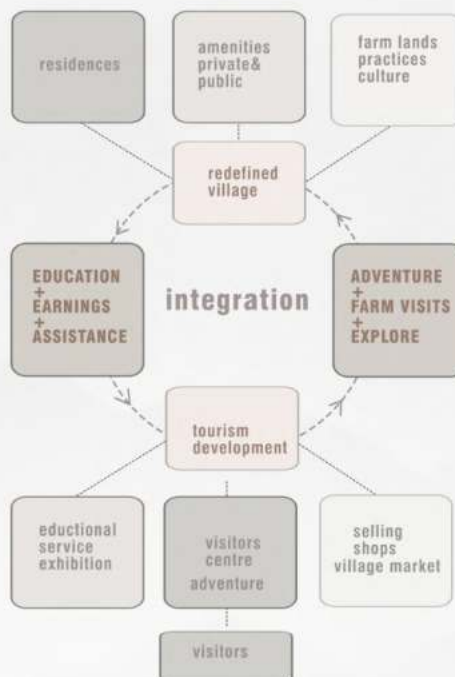 residences
amenities
private&
public
farm lands
practices
culture
redefined
village
EDUCATION
+
EARNINGS
+
ASSISTANCE
integration
ADVENTURE
+
FARM VISITS
+
EXPLORE
tourism
development
eductional
service
exhibition
visitors
centre
adventure
selling
shops
village market
visitors